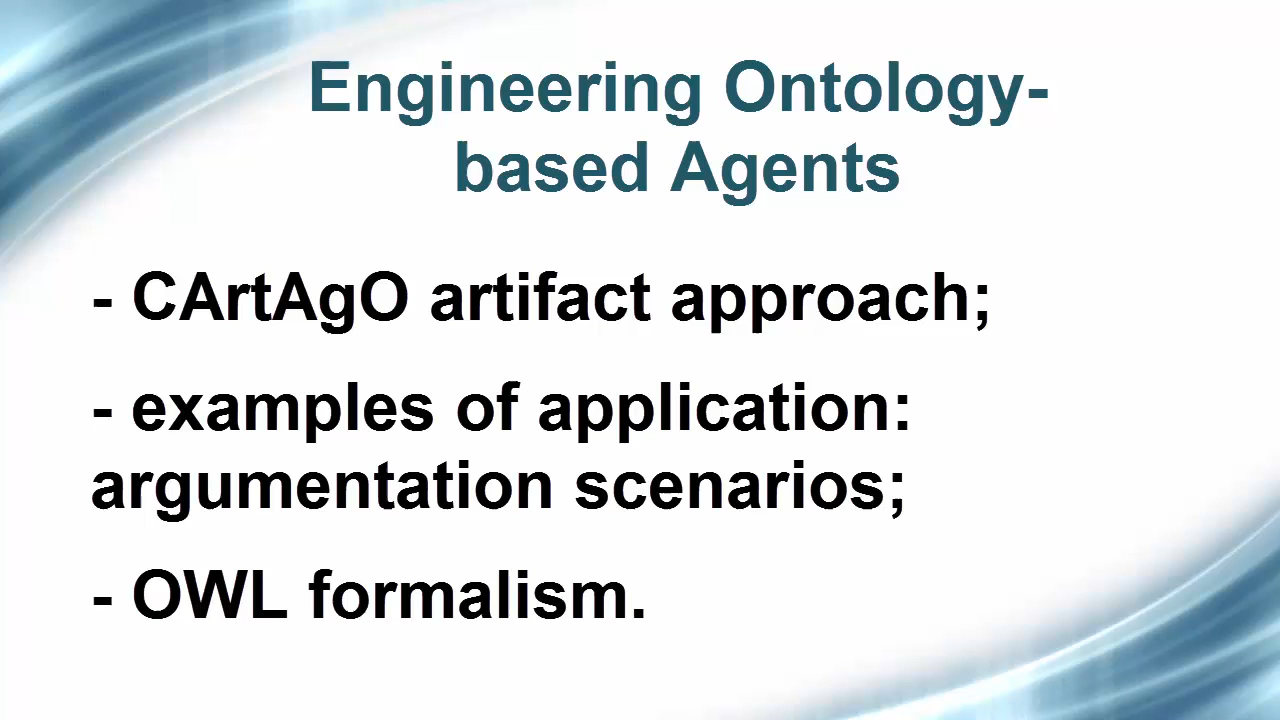 Engineering Ontology-
based Agents
- CArtAgO artifact approach;
- examples of application:
argumentation scenarios;
- OWL formalism.